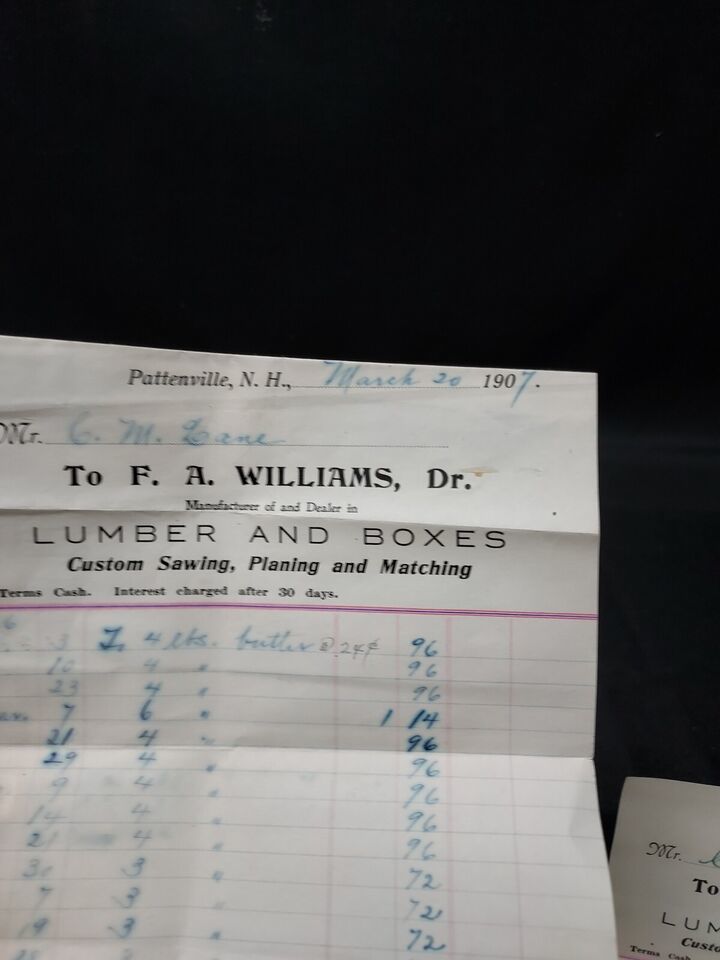 Pattenville, N. H., March 20 1907.
Mr. C. M. Lane
To F. A. WILLIAMS, Dr.
Manufacturer of and Dealer in
LUMBER AND BOXES
Custom Sawing, Planing and Matching
Terms Cash. Interest charged after 30 days.
6
3 To 4 lbs. butter @ 24¢ 96
16 4 " 96
23 4 " 96
7 6 " 1 14
21 4 " 96
29 4 " 96
9 4 " 96
14 4 " 96
21 4 " 96
3 " 72
7 3 " 72
19 3 " 72
Mr.
To
LUM
Custo
Terms Cash